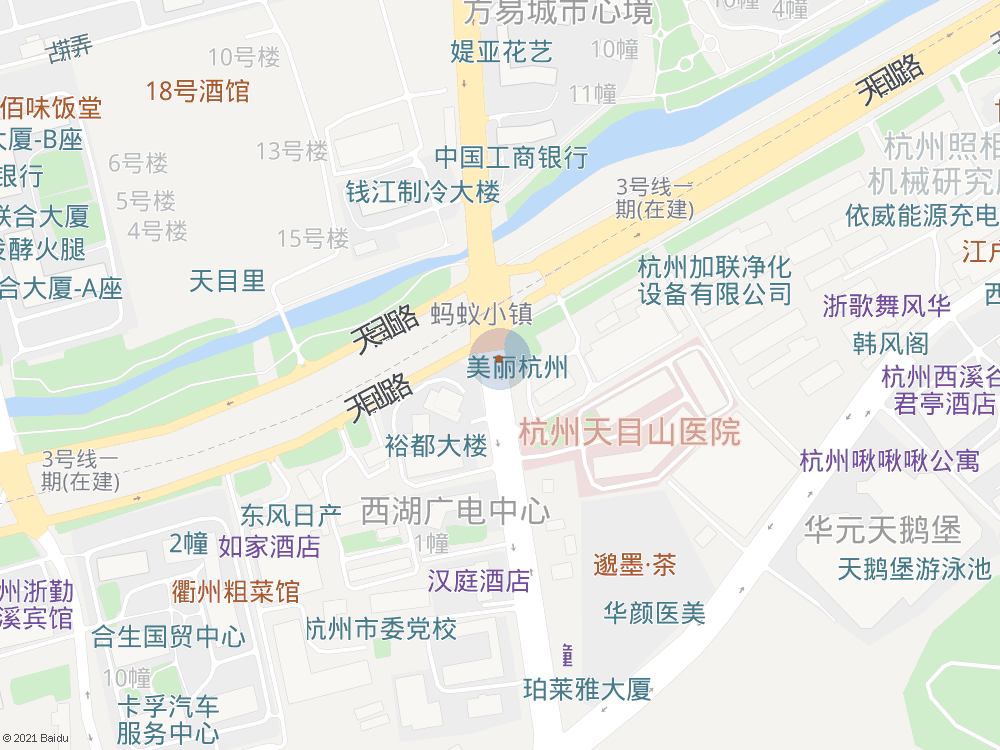 方易城市心境
10幢
4幢
古荡
10号楼
媞亚花艺
10幢
天目山路
18号酒馆
佰味饭堂
11幢
大厦-B座
13号楼
中国工商银行
杭州照相
机械研究
6号楼
银行
钱江制冷大楼
3号线一
期(在建)
5号楼
联合大厦
4号楼
依威能源充电
酵火腿
15号楼
天目里
合大厦-A座
杭州加联净化
设备有限公司
浙歌舞风华
蚂蚁小镇
天目山路
韩风阁
美丽杭州
杭州西溪谷
君亭酒店
天目山路
杭州天目山医院
裕都大楼
3号线一
期(在建)
杭州啾啾啾公寓
西湖广电中心
东风日产
华元天鹅堡
2幢
如家酒店
1幢
邈墨·茶
天鹅堡游泳池
汉庭酒店
州浙勤
溪宾馆
衢州粗菜馆
华颜医美
杭州市委党校
合生国贸中心
幢
10幢
珀莱雅大厦
卡孚汽车
服务中心
© 2021 Baidu